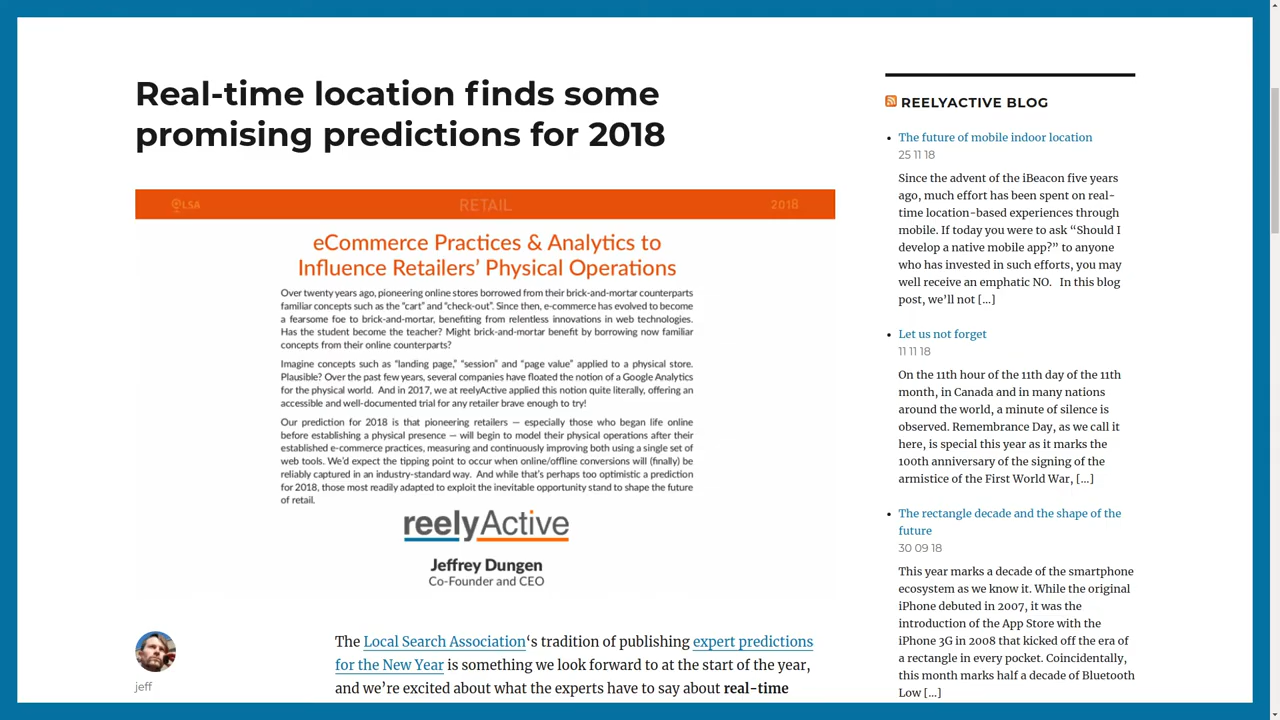 Real-time location finds some
promising predictions for 2018
LSA
RETAIL
2018
eCommerce Practices & Analytics to
Influence Retailers’ Physical Operations
Over twenty years ago, pioneering online stores borrowed from their brick-and-mortar counterparts
familiar concepts such as the “cart” and “check-out”. Since then, e-commerce has evolved to become
a fearsome foe to brick-and-mortar, benefiting from relentless innovations in web technologies.
Has the student become the teacher? Might brick-and-mortar benefit by borrowing now familiar
concepts from their online counterparts?
Imagine concepts such as “landing page,” “session” and “page value” applied to a physical store.
Plausible? Over the past few years, several companies have floated the notion of a Google Analytics
for the physical world. And in 2017, we at reelyActive applied this notion quite literally, offering an
accessible and well-documented trial for any retailer brave enough to try!
Our prediction for 2018 is that pioneering retailers — especially those who began life online
before establishing a physical presence — will begin to model their physical operations after their
established e-commerce practices, measuring and continuously improving both using a single set of
web tools. We’d expect the tipping point to occur when online/offline conversions will (finally) be
reliably captured in an industry-standard way. And while that’s perhaps too optimistic a prediction
for 2018, those most readily adapted to exploit the inevitable opportunity stand to shape the future
of retail.
reelyActive
Jeffrey Dungen
Co-Founder and CEO
jeff
The Local Search Association‘s tradition of publishing expert predictions
for the New Year is something we look forward to at the start of the year,
and we’re excited about what the experts have to say about real-time
REELYACTIVE BLOG
The future of mobile indoor location
25 11 18
Since the advent of the iBeacon five years
ago, much effort has been spent on real-
time location-based experiences through
mobile. If today you were to ask “Should I
develop a native mobile app?” to anyone
who has invested in such efforts, you may
well receive an emphatic NO. In this blog
post, we’ll not […]
Let us not forget
11 11 18
On the 11th hour of the 11th day of the 11th
month, in Canada and in many nations
around the world, a minute of silence is
observed. Remembrance Day, as we call it
here, is special this year as it marks the
100th anniversary of the signing of the
armistice of the First World War, […]
The rectangle decade and the shape of the
future
30 09 18
This year marks a decade of the smartphone
ecosystem as we know it. While the original
iPhone debuted in 2007, it was the
introduction of the App Store with the
iPhone 3G in 2008 that kicked off the era of
a rectangle in every pocket. Coincidentally,
this month marks half a decade of Bluetooth
Low […]